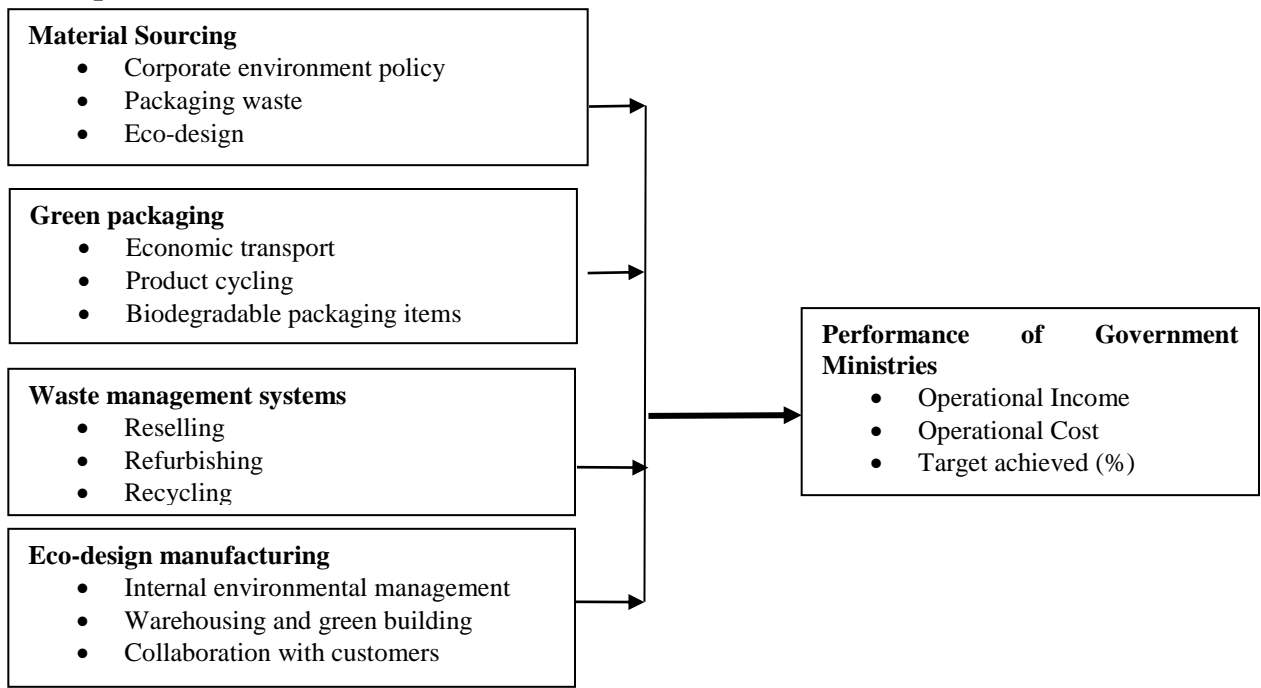 Material Sourcing
• Corporate environment policy
• Packaging waste
• Eco-design
Green packaging
• Economic transport
• Product cycling
• Biodegradable packaging items
Waste management systems
• Reselling
• Refurbishing
• Recycling
Eco-design manufacturing
• Internal environmental management
• Warehousing and green building
• Collaboration with customers
Performance of Government
Ministries
• Operational Income
• Operational Cost
• Target achieved (%)